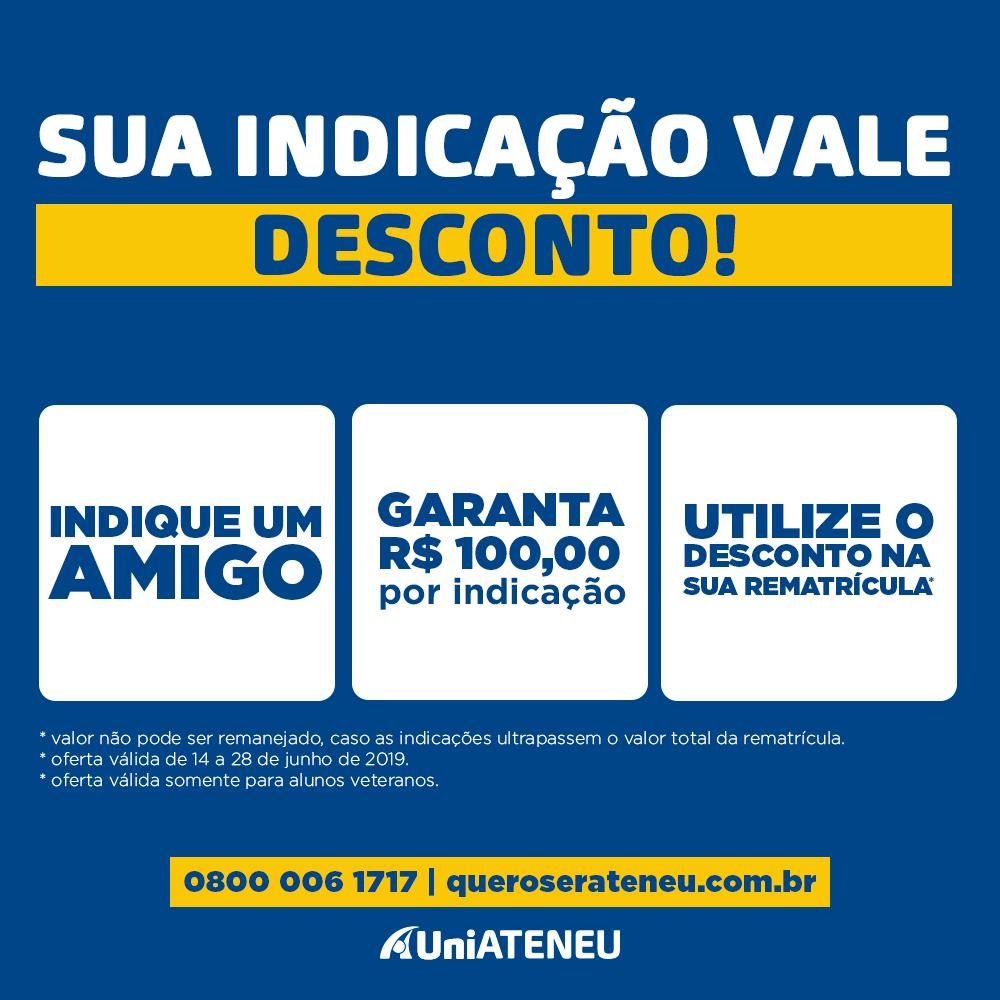 SUA INDICAÇÃO VALE
DESCONTO!
INDIQUE UM
AMIGO
GARANTA
R$ 100,00
por indicação
UTILIZE O
DESCONTO NA
SUA REMATRÍCULA*
* valor não pode ser remanejado, caso as indicações ultrapassem o valor total da rematrícula.
* oferta válida de 14 a 28 de junho de 2019.
* oferta válida somente para alunos veteranos.
0800 006 1717 | queroserateneu.com.br
UniATENEU